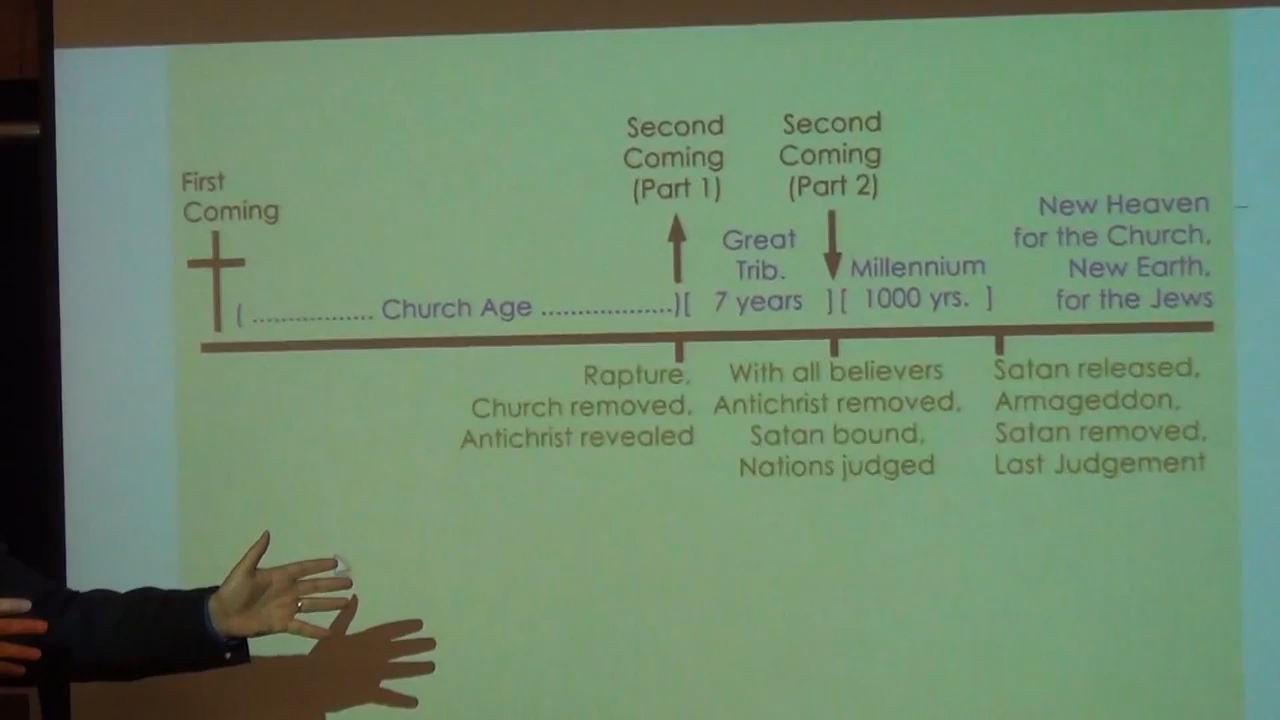 First
Coming
Second
Coming
(Part 1)
Second
Coming
(Part 2)
Great
Trib.
Millennium
New Heaven
for the Church,
New Earth,
for the Jews
( .................. Church Age ....................)[ 7 years ][ 1000 yrs. ]
Rapture,
Church removed,
Antichrist revealed
With all believers
Antichrist removed,
Satan bound,
Nations judged
Satan released,
Armageddon,
Satan removed,
Last Judgement